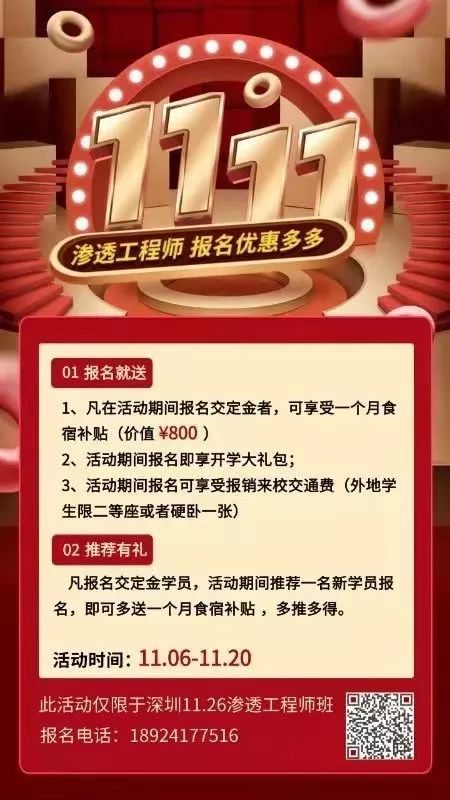 11 11
渗透工程师 报名优惠多多
01 报名就送
1、凡在活动期间报名交定金者，可享受一个月食
宿补贴（价值 ¥800 ）
2、活动期间报名即享开学大礼包；
3、活动期间报名可享受报销来校交通费（外地学
生限二等座或者硬卧一张）
02 推荐有礼
凡报名交定金学员，活动期间推荐一名新学员报
名，即可多送一个月食宿补贴 ，多推多得。
活动时间：11.06-11.20
此活动仅限于深圳11.26渗透工程师班
报名电话：18924177516